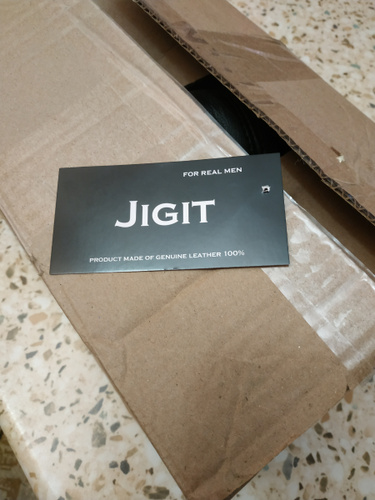 FOR REAL MEN
JIGIT
PRODUCT MADE OF GENUINE LEATHER 100%